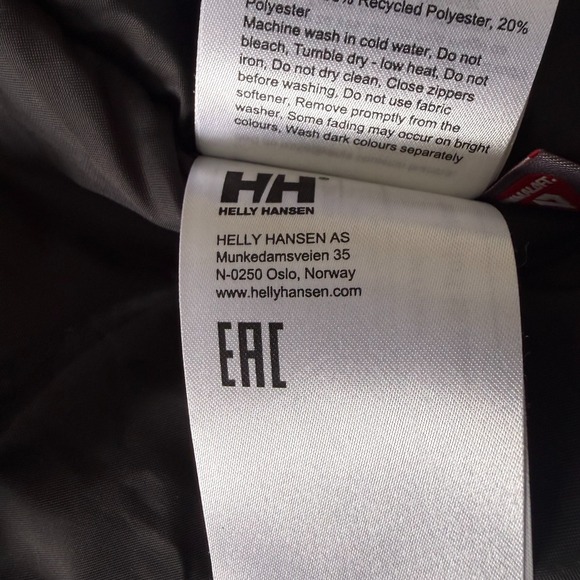 Recycled Polyester, 20%
Polyester
Machine wash in cold water, Do not
bleach, Tumble dry - low heat, Do not
iron, Do not dry clean, Close zippers
before washing, Do not use fabric
softener, Remove promptly from the
washer. Some fading may occur on bright
colours, Wash dark colours separately
HH
HELLY HANSEN
HELLY HANSEN AS
Munkedamsveien 35
N-0250 Oslo, Norway
www.hellyhansen.com
EAC